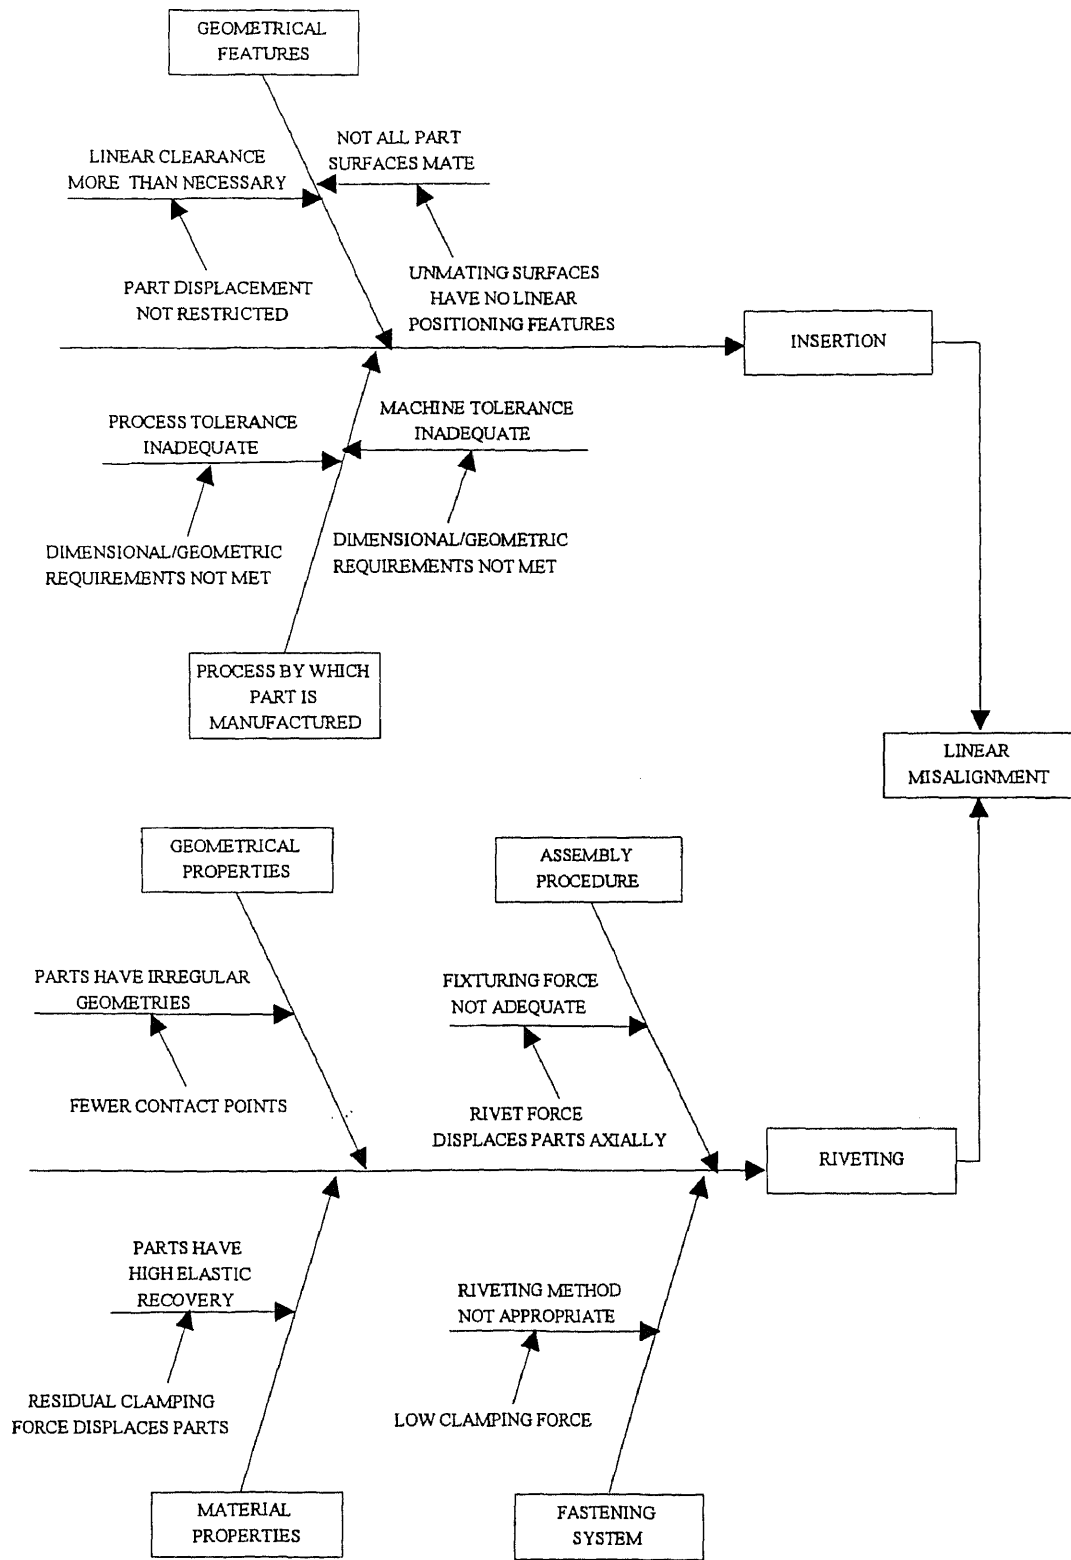 GEOMETRICAL
FEATURES
LINEAR CLEARANCE
MORE THAN NECESSARY
NOT ALL PART
SURFACES MATE
PART DISPLACEMENT
NOT RESTRICTED
UNMATING SURFACES
HAVE NO LINEAR
POSITIONING FEATURES
INSERTION
PROCESS TOLERANCE
INADEQUATE
MACHINE TOLERANCE
INADEQUATE
DIMENSIONAL/GEOMETRIC
REQUIREMENTS NOT MET
DIMENSIONAL/GEOMETRIC
REQUIREMENTS NOT MET
PROCESS BY WHICH
PART IS
MANUFACTURED
LINEAR
MISALIGNMENT
GEOMETRICAL
PROPERTIES
ASSEMBLY
PROCEDURE
PARTS HAVE IRREGULAR
GEOMETRIES
FIXTURING FORCE
NOT ADEQUATE
FEWER CONTACT POINTS
RIVET FORCE
DISPLACES PARTS AXIALLY
RIVETING
PARTS HAVE
HIGH ELASTIC
RECOVERY
RIVETING METHOD
NOT APPROPRIATE
RESIDUAL CLAMPING
FORCE DISPLACES PARTS
LOW CLAMPING FORCE
MATERIAL
PROPERTIES
FASTENING
SYSTEM